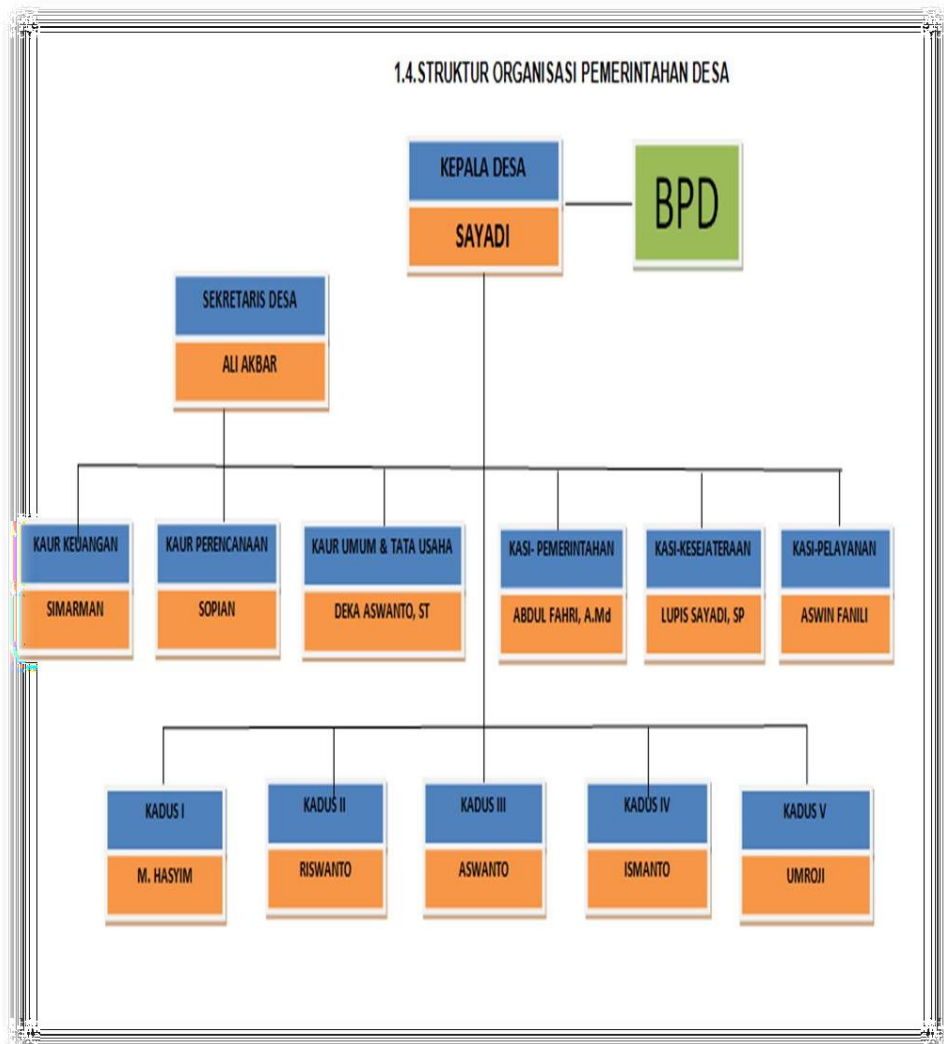 1.4.STRUKTUR ORGANISASI PEMERINTAHAN DESA
KEPALA DESA
SAYADI
BPD
SEKRETARIS DESA
ALI AKBAR
KAUR KEUANGAN
SIMARMAN
KAUR PERENCANAAN
SOPIAN
KAUR UMUM & TATA USAHA
DEKA ASWANTO, ST
KASI- PEMERINTAHAN
ABDUL FAHRI, A.Md
KASI-KESEJATERAAN
LUPIS SAYADI, SP
KASI-PELAYANAN
ASWIN FANILI
KADUS I
M. HASYIM
KADUS II
RISWANTO
KADUS III
ASWANTO
KADUS IV
ISMANTO
KADUS V
UMROJI